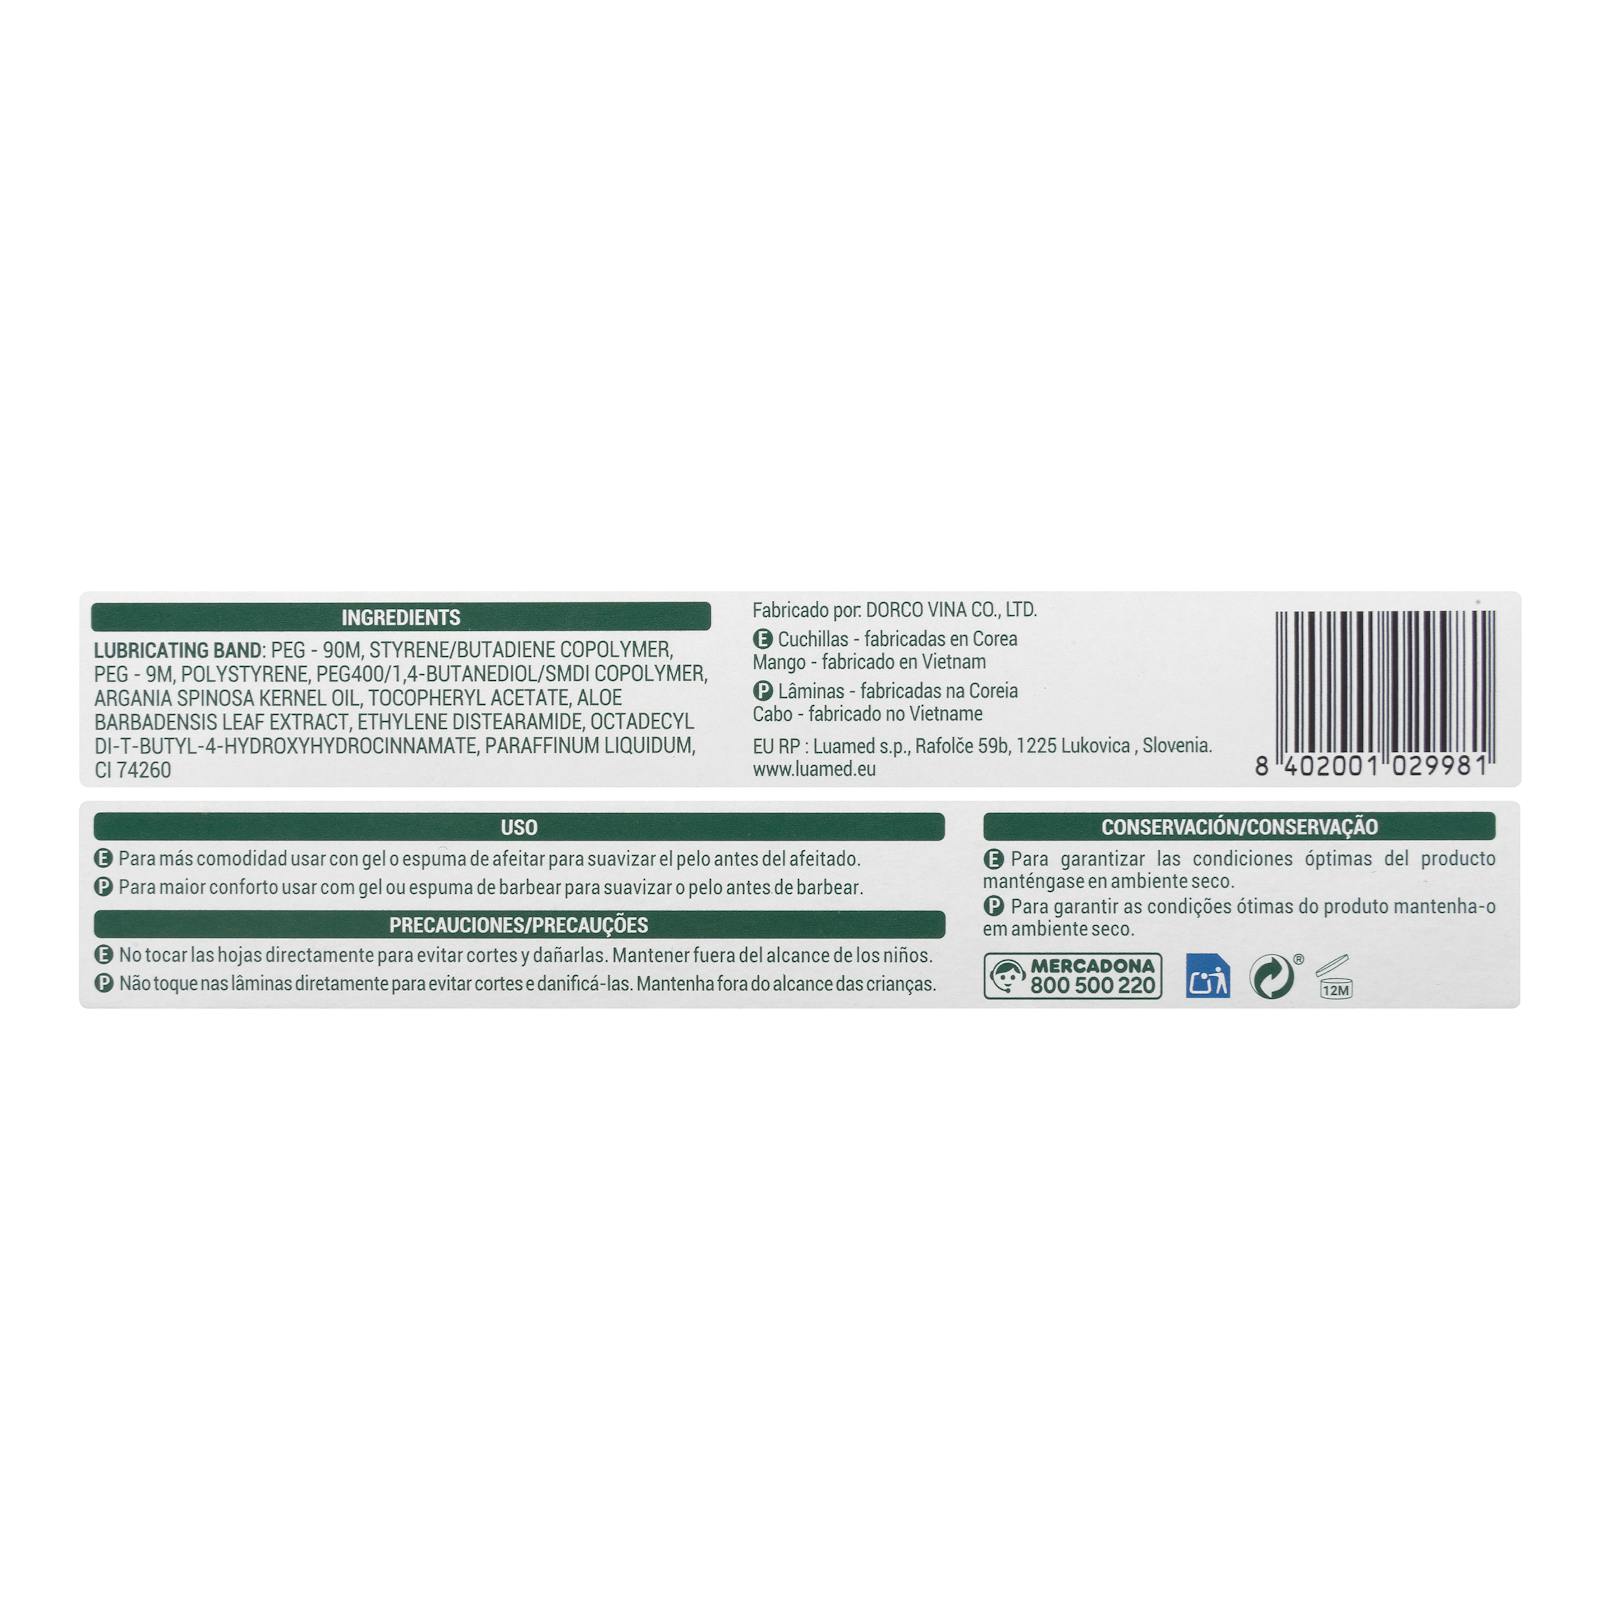 INGREDIENTS
LUBRICATING BAND: PEG - 90M, STYRENE/BUTADIENE COPOLYMER,
PEG - 9M, POLYSTYRENE, PEG400/1,4-BUTANEDIOL/SMDI COPOLYMER,
ARGANIA SPINOSA KERNEL OIL, TOCOPHERYL ACETATE, ALOE
BARBADENSIS LEAF EXTRACT, ETHYLENE DISTEARAMIDE, OCTADECYL
DI-T-BUTYL-4-HYDROXYHYDROCINNAMATE, PARAFFINUM LIQUIDUM,
CI 74260
Fabricado por: DORCO VINA CO., LTD.
E Cuchillas - fabricadas en Corea
Mango - fabricado en Vietnam
P Lâminas - fabricadas na Coreia
Cabo - fabricado no Vietname
EU RP : Luamed s.p., Rafolče 59b, 1225 Lukovica , Slovenia.
www.luamed.eu
8 402001 029981
USO
E Para más comodidad usar con gel o espuma de afeitar para suavizar el pelo antes del afeitado.
P Para maior conforto usar com gel ou espuma de barbear para suavizar o pelo antes de barbear.
PRECAUCIONES/PRECAUÇÕES
E No tocar las hojas directamente para evitar cortes y dañarlas. Mantener fuera del alcance de los niños.
P Não toque nas lâminas diretamente para evitar cortes e danificá-las. Mantenha fora do alcance das crianças.
CONSERVACIÓN/CONSERVAÇÃO
E Para garantizar las condiciones óptimas del producto
manténgase en ambiente seco.
P Para garantir as condições ótimas do produto mantenha-o
em ambiente seco.
MERCADONA
800 500 220
®
12M